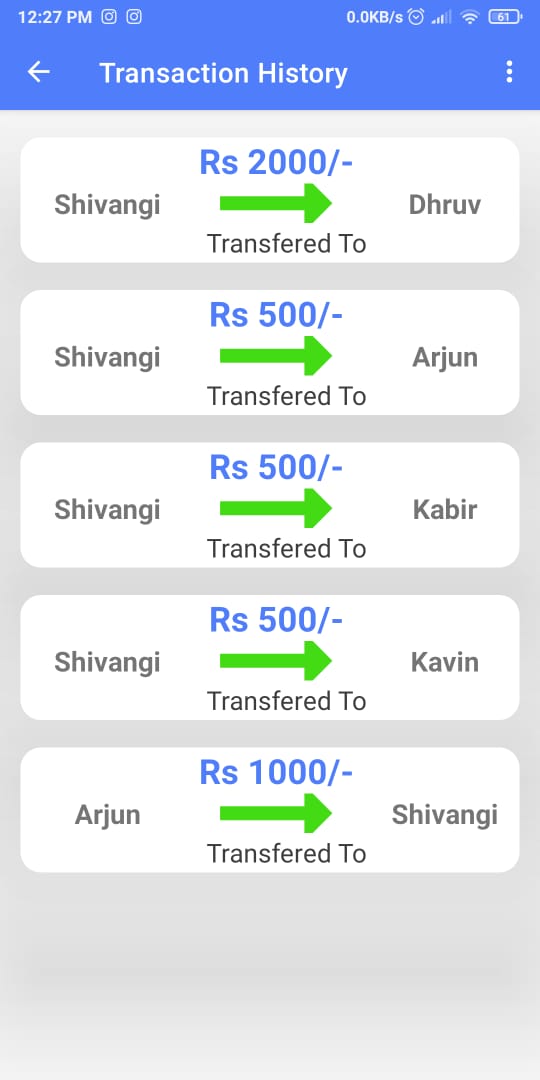 12:27 PM 0.0KB/s 61
Transaction History
Rs 2000/-
Shivangi Dhruv
Transfered To
Rs 500/-
Shivangi Arjun
Transfered To
Rs 500/-
Shivangi Kabir
Transfered To
Rs 500/-
Shivangi Kavin
Transfered To
Rs 1000/-
Arjun Shivangi
Transfered To